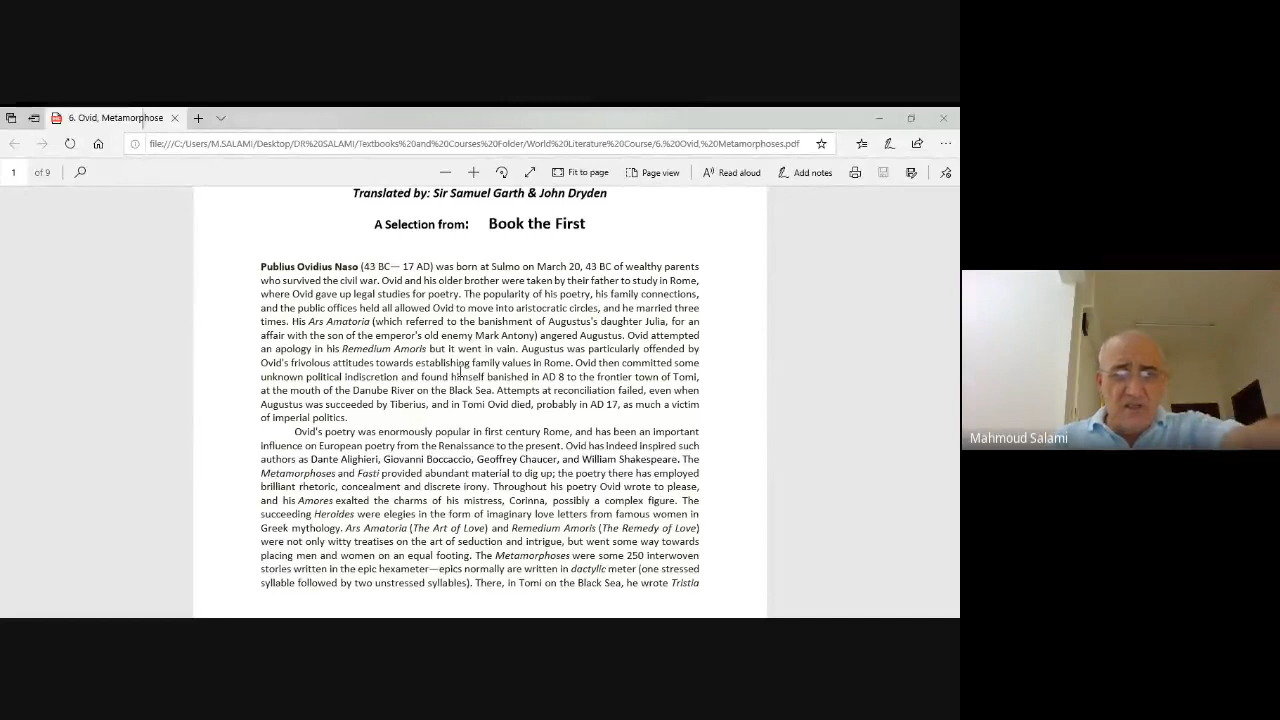 6. Ovid, Metamorphose
file:///C:/Users/M.SALAMI/Desktop/DR%20SALAMI/Textbooks%20and%20Courses%20Folder/World%20Literature%20Course/6.%20Ovid,%20Metamorphoses.pdf
1 of 9 Fit to page Page view Read aloud Add notes
Translated by: Sir Samuel Garth & John Dryden
A Selection from: Book the First
Publius Ovidius Naso (43 BC— 17 AD) was born at Sulmo on March 20, 43 BC of wealthy parents
who survived the civil war. Ovid and his older brother were taken by their father to study in Rome,
where Ovid gave up legal studies for poetry. The popularity of his poetry, his family connections,
and the public offices held all allowed Ovid to move into aristocratic circles, and he married three
times. His Ars Amatoria (which referred to the banishment of Augustus's daughter Julia, for an
affair with the son of the emperor's old enemy Mark Antony) angered Augustus. Ovid attempted
an apology in his Remedium Amoris but it went in vain. Augustus was particularly offended by
Ovid's frivolous attitudes towards establishing family values in Rome. Ovid then committed some
unknown political indiscretion and found himself banished in AD 8 to the frontier town of Tomi,
at the mouth of the Danube River on the Black Sea. Attempts at reconciliation failed, even when
Augustus was succeeded by Tiberius, and in Tomi Ovid died, probably in AD 17, as much a victim
of imperial politics.
Ovid's poetry was enormously popular in first century Rome, and has been an important
influence on European poetry from the Renaissance to the present. Ovid has indeed inspired such
authors as Dante Alighieri, Giovanni Boccaccio, Geoffrey Chaucer, and William Shakespeare. The
Metamorphoses and Fasti provided abundant material to dig up; the poetry there has employed
brilliant rhetoric, concealment and discrete irony. Throughout his poetry Ovid wrote to please,
and his Amores exalted the charms of his mistress, Corinna, possibly a complex figure. The
succeeding Heroides were elegies in the form of imaginary love letters from famous women in
Greek mythology. Ars Amatoria (The Art of Love) and Remedium Amoris (The Remedy of Love)
were not only witty treatises on the art of seduction and intrigue, but went some way towards
placing men and women on an equal footing. The Metamorphoses were some 250 interwoven
stories written in the epic hexameter—epics normally are written in dactylic meter (one stressed
syllable followed by two unstressed syllables). There, in Tomi on the Black Sea, he wrote Tristia
Mahmoud Salami